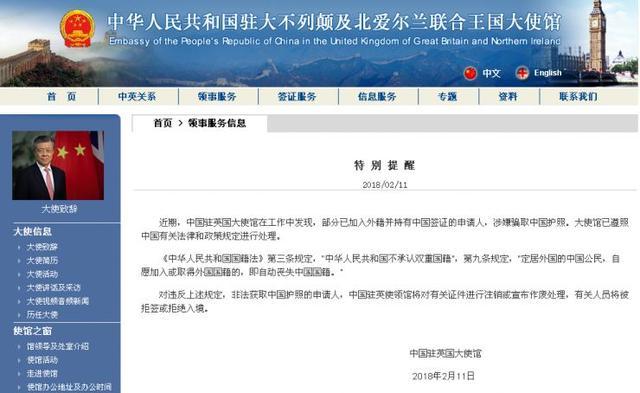 中华人民共和国驻大不列颠及北爱尔兰联合王国大使馆
Embassy of the People's Republic of China in the United Kingdom of Great Britain and Northern Ireland
中文 English
首 页 中英关系 领事服务 签证服务 信息服务 专题 资料 联系我们
首页 > 领事服务信息
大使致辞
大使信息
大使致辞
大使简历
大使活动
大使讲话及采访
大使视频音频新闻
历任大使
使馆之窗
馆领导及处室介绍
使馆活动
走进使馆
使馆办公地址及办公时间
特 别 提 醒
2018/02/11
近期，中国驻英国大使馆在工作中发现，部分已加入外籍并持有中国签证的申请人，涉嫌骗取中国护照。大使馆已遵照
中国有关法律和政策规定进行处理。
《中华人民共和国国籍法》第三条规定，"中华人民共和国不承认双重国籍"，第九条规定，"定居外国的中国公民，自
愿加入或取得外国国籍的，即自动丧失中国国籍。"
对违反上述规定，非法获取中国护照的申请人，中国驻英使领馆将对有关证件进行注销或宣布作废处理，有关人员将被
拒签或拒绝入境。
中国驻英国大使馆
2018年2月11日